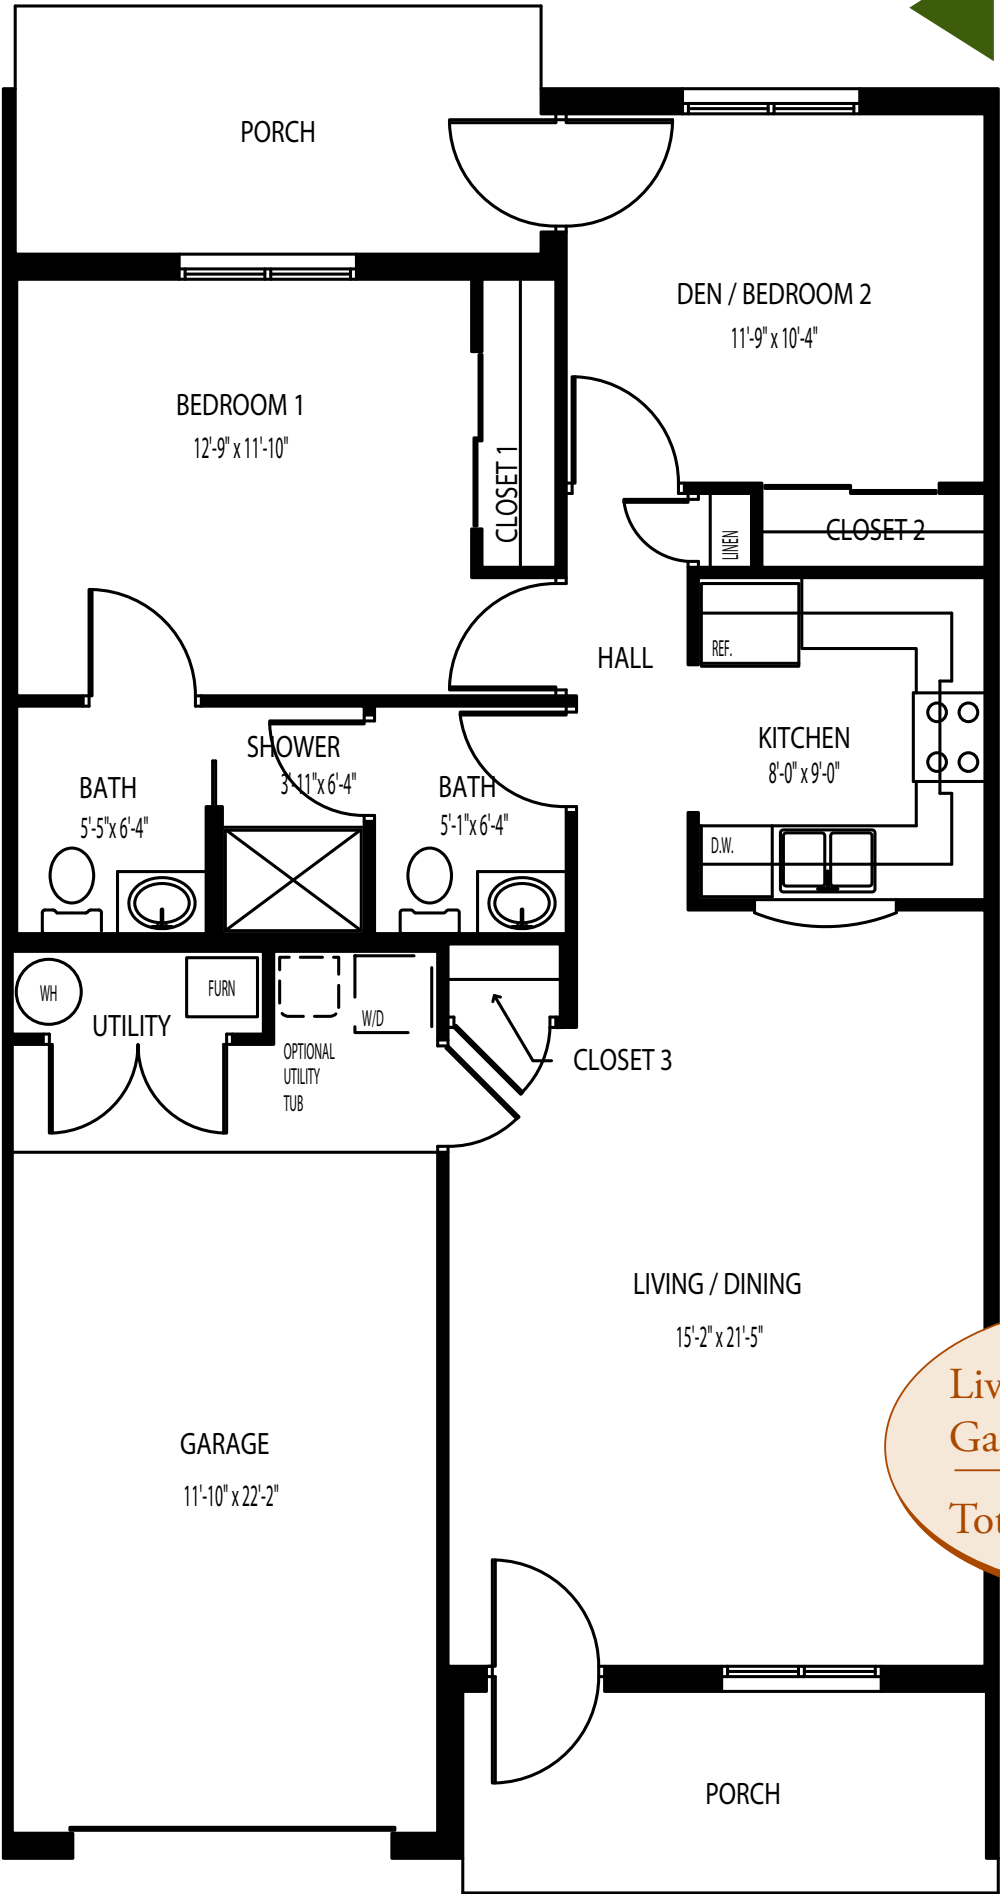 PORCH
DEN / BEDROOM 2
11'-9" x 10'-4"
BEDROOM 1
12'-9" x 11'-10"
CLOSET 1
LINEN
CLOSET 2
HALL
REF.
KITCHEN
8'-0" x 9'-0"
SHOWER
3'-11"x 6'-4"
BATH
5'-5"x 6'-4"
BATH
5'-1"x 6'-4"
D.W.
WH
FURN
UTILITY
W/D
OPTIONAL
UTILITY
TUB
CLOSET 3
LIVING / DINING
15'-2" x 21'-5"
Liv
Ga
Tot
GARAGE
11'-10" x 22'-2"
PORCH